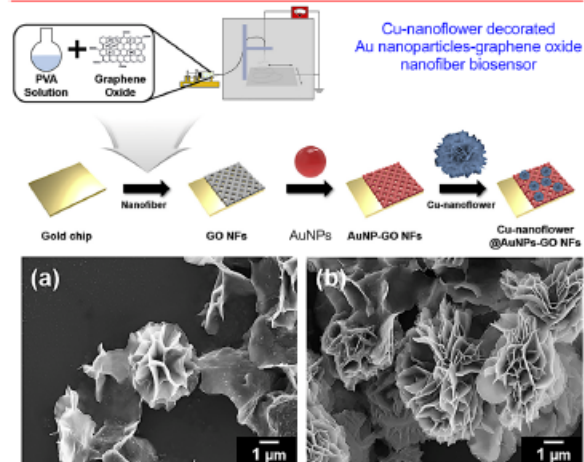 Cu-nanoflower decorated
Au nanoparticles-graphene oxide
nanofiber biosensor
+
PVA
Solution
Graphene
Oxide
Nanofiber
AuNPs
Cu-nanoflower
Gold chip
GO NFs
AuNP-GO NFs
Cu-nanoflower
@AuNPs-GO NFs
(a)
1 μm
(b)
1 μm